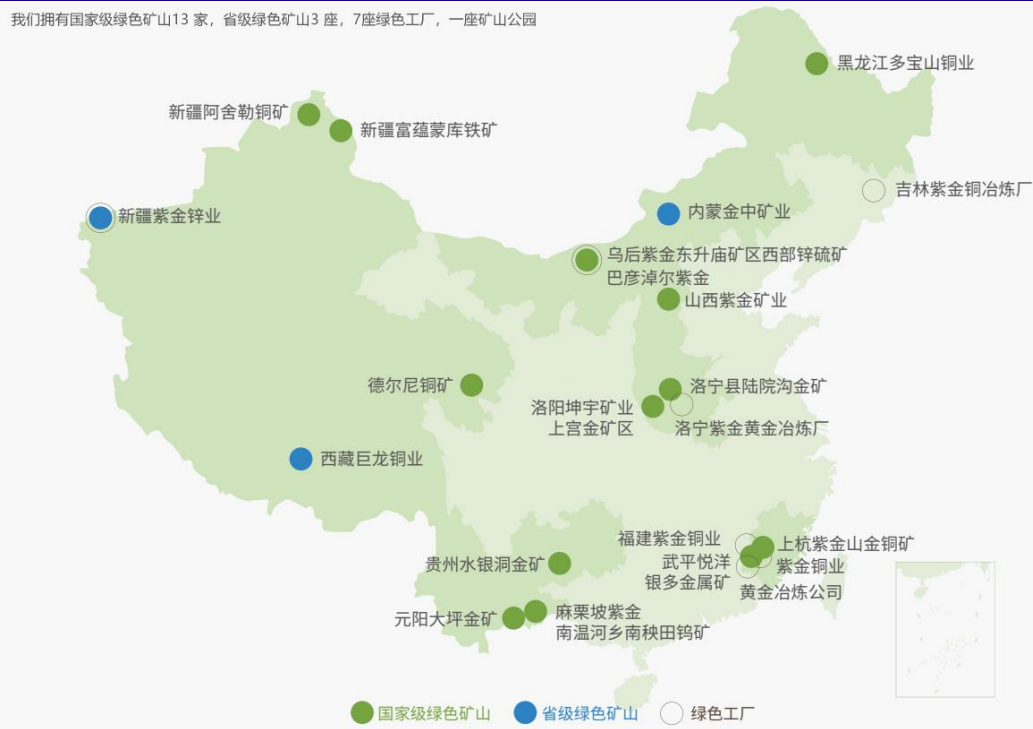 我们拥有国家级绿色矿山13 家，省级绿色矿山3 座，7座绿色工厂，一座矿山公园
黑龙江多宝山铜业
新疆阿舍勒铜矿
新疆富蕴蒙库铁矿
吉林紫金铜冶炼厂
新疆紫金锌业
内蒙金中矿业
乌后紫金东升庙矿区西部锌硫矿
巴彦淖尔紫金
山西紫金矿业
德尔尼铜矿
洛宁县陆院沟金矿
洛阳坤宇矿业
上宫金矿区
洛宁紫金黄金冶炼厂
西藏巨龙铜业
福建紫金铜业
上杭紫金山金铜矿
武平悦洋
银多金属矿
紫金铜业
黄金冶炼公司
贵州水银洞金矿
元阳大坪金矿
麻栗坡紫金
南温河乡南秧田钨矿
国家级绿色矿山
省级绿色矿山
绿色工厂